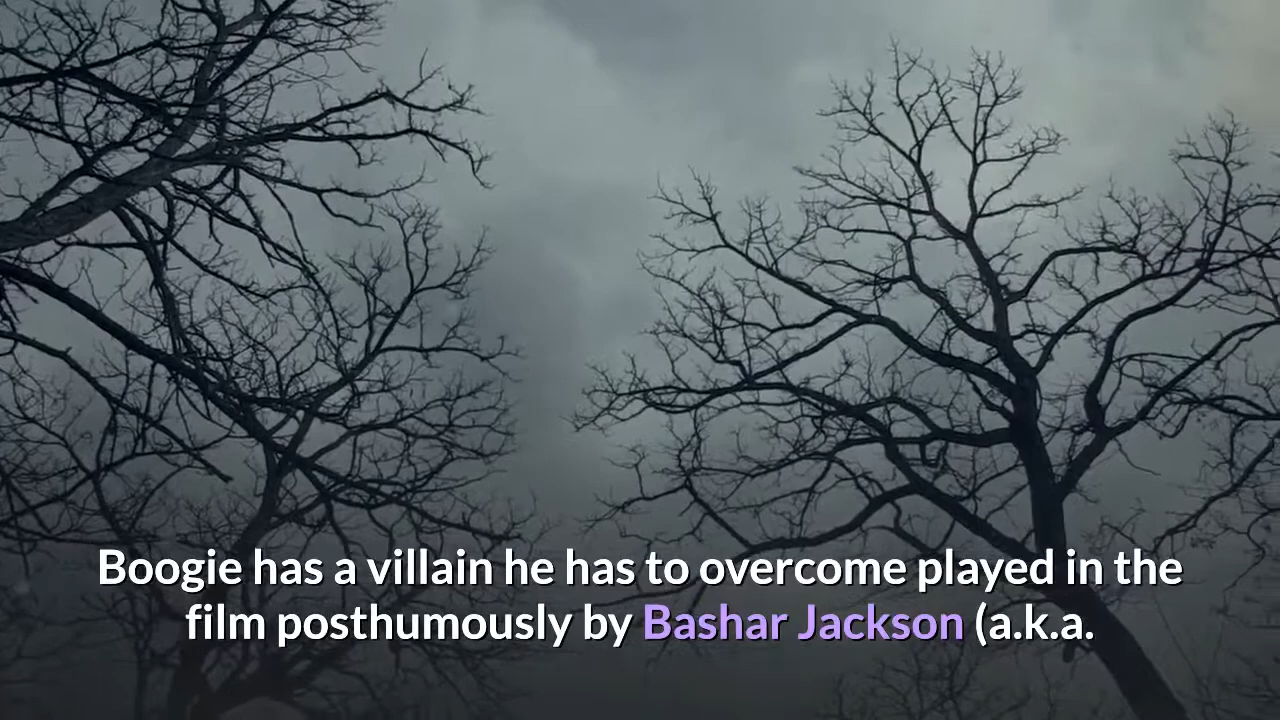 Boogie has a villain he has to overcome played in the
film posthumously by Bashar Jackson (a.k.a.